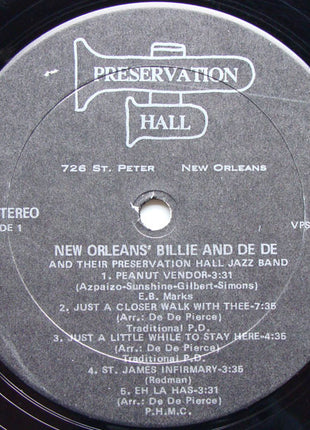 PRESERVATION
HALL
726 ST. PETER NEW ORLEANS
STEREO
SIDE 1
VPS
NEW ORLEANS' BILLIE AND DE DE
AND THEIR PRESERVATION HALL JAZZ BAND
1. PEANUT VENDOR-3:31
(Azpaizo-Sunshine-Gilbert-Simons)
E.B. Marks
2. JUST A CLOSER WALK WITH THEE-7:35
(Arr.: De De Pierce)
Traditional P.D.
3. JUST A LITTLE WHILE TO STAY HERE-4:35
(Arr.: De De Pierce)
Traditional P.D.
4. ST. JAMES INFIRMARY-3:35
(Redman)
5. EH LA HAS-3:31
(Arr.: De De Pierce)
P.H.M.C.